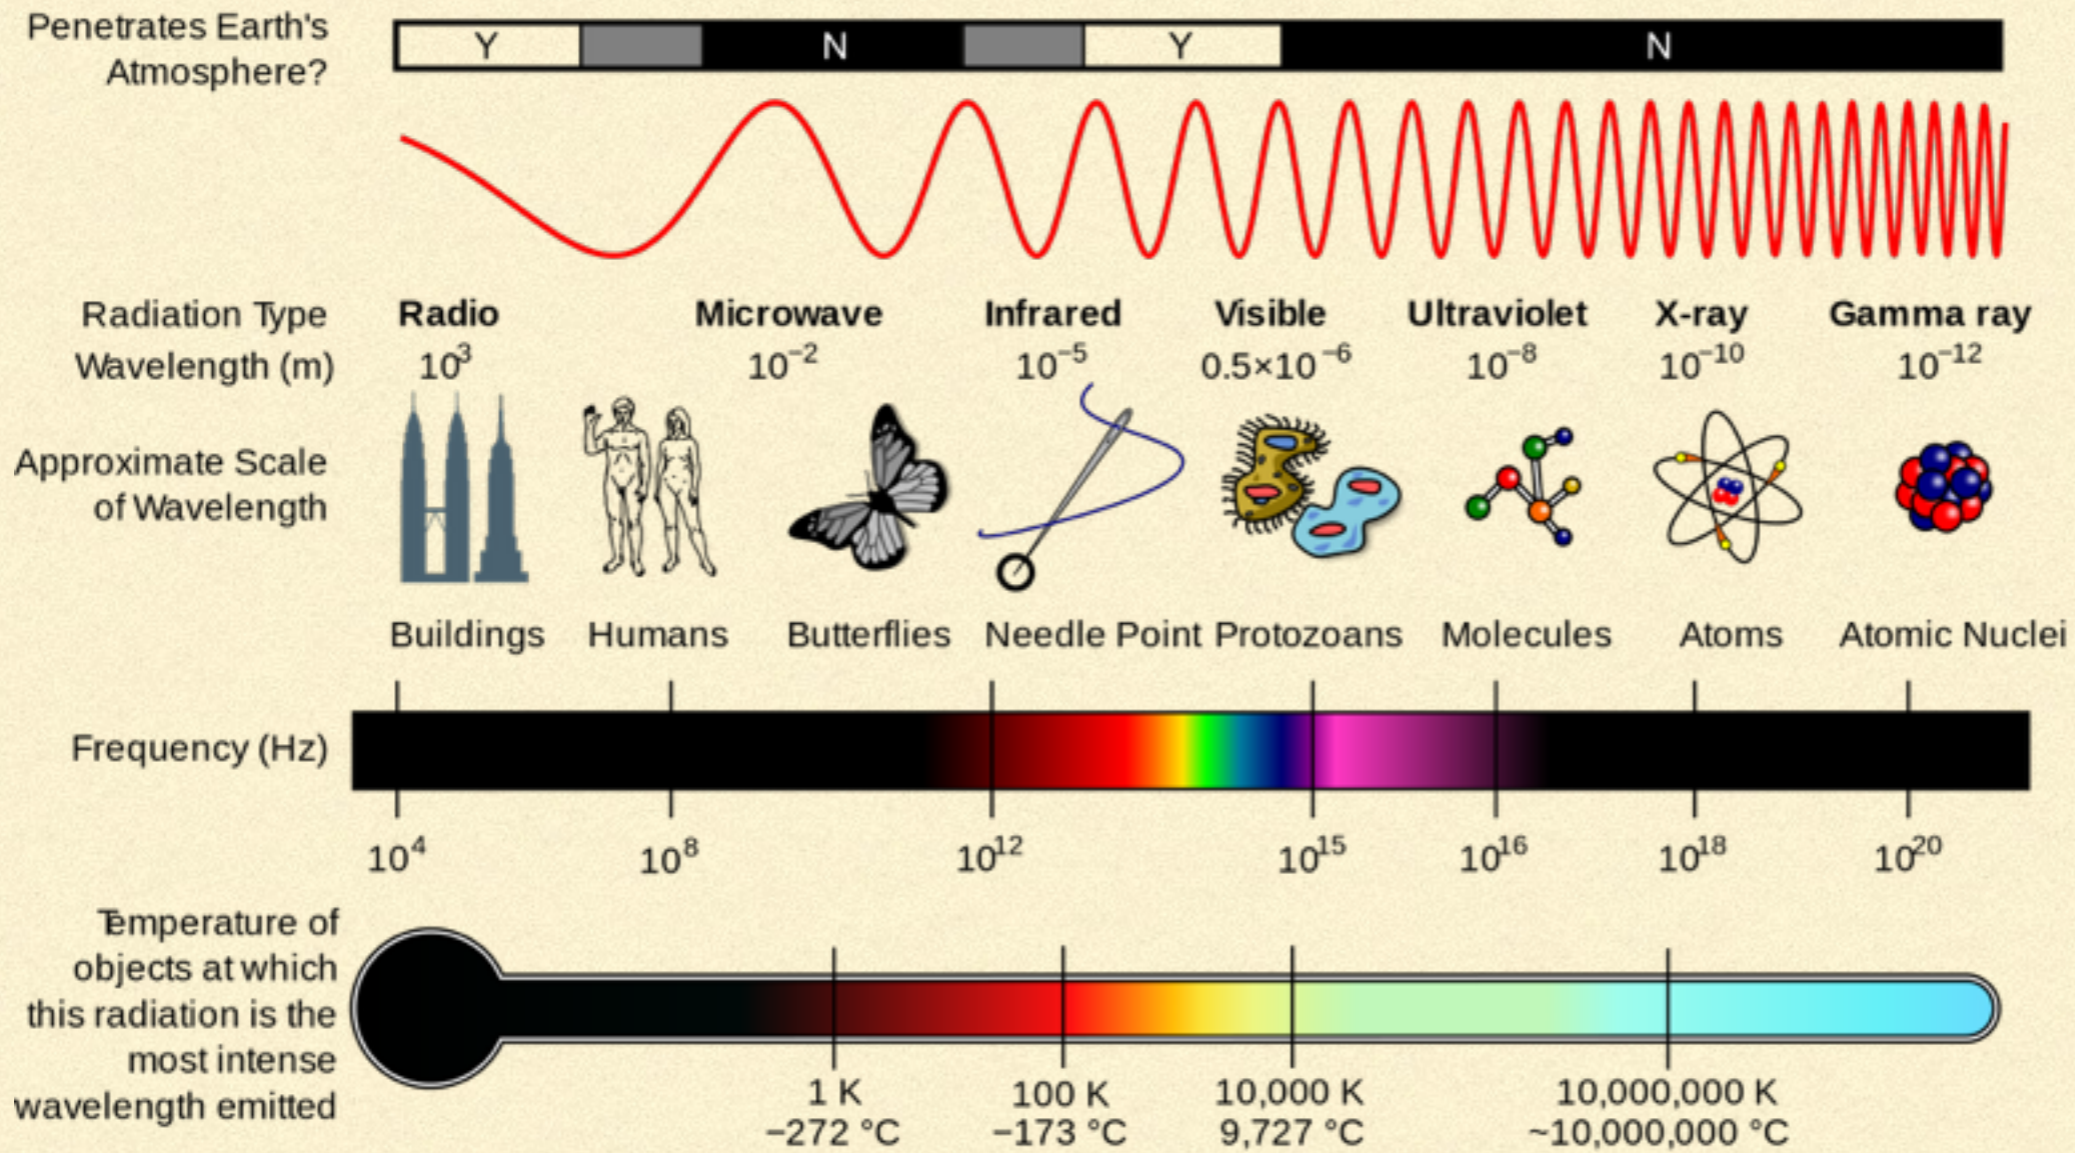 Penetrates Earth's
Atmosphere?
Y N Y N
Radiation Type Radio Microwave Infrared Visible Ultraviolet X-ray Gamma ray
Wavelength (m) 10³ 10⁻² 10⁻⁵ 0.5×10⁻⁶ 10⁻⁸ 10⁻¹⁰ 10⁻¹²
Approximate Scale
of Wavelength
Buildings Humans Butterflies Needle Point Protozoans Molecules Atoms Atomic Nuclei
Frequency (Hz)
10⁴ 10⁸ 10¹² 10¹⁵ 10¹⁶ 10¹⁸ 10²⁰
Temperature of
objects at which
this radiation is the
most intense
wavelength emitted
1 K 100 K 10,000 K 10,000,000 K
−272 °C −173 °C 9,727 °C ~10,000,000 °C